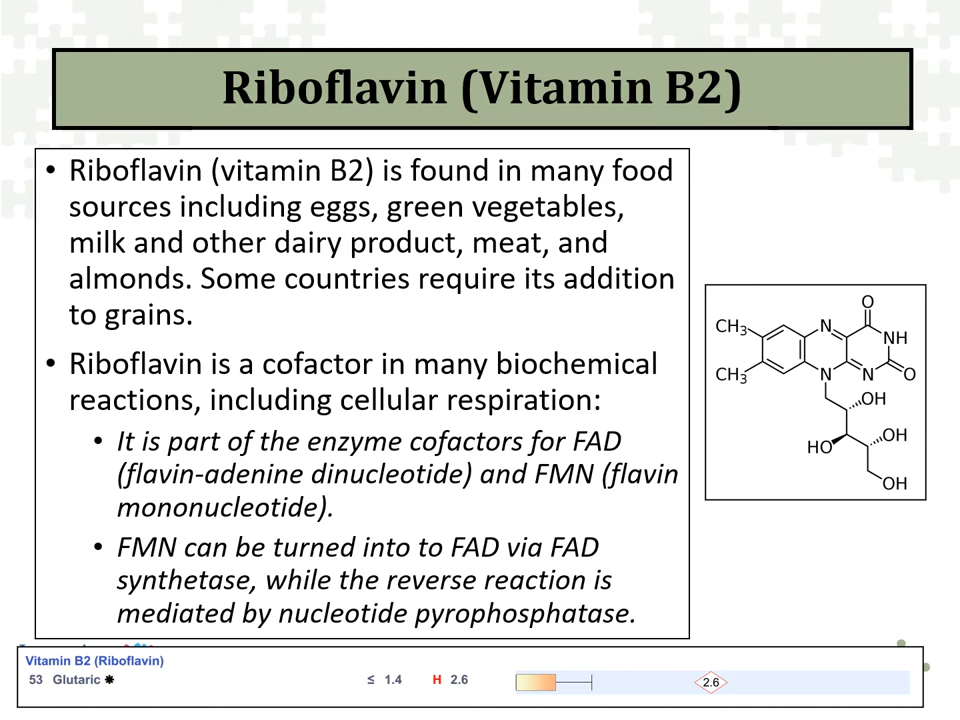 Riboflavin (Vitamin B2)
• Riboflavin (vitamin B2) is found in many food
sources including eggs, green vegetables,
milk and other dairy product, meat, and
almonds. Some countries require its addition
to grains.
• Riboflavin is a cofactor in many biochemical
reactions, including cellular respiration:
• It is part of the enzyme cofactors for FAD
(flavin-adenine dinucleotide) and FMN (flavin
mononucleotide).
• FMN can be turned into to FAD via FAD
synthetase, while the reverse reaction is
mediated by nucleotide pyrophosphatase.
O
CH3 N NH
CH3 N N O
OH
HO OH
OH
Vitamin B2 (Riboflavin)
53 Glutaric ✸ ≤ 1.4 H 2.6 2.6